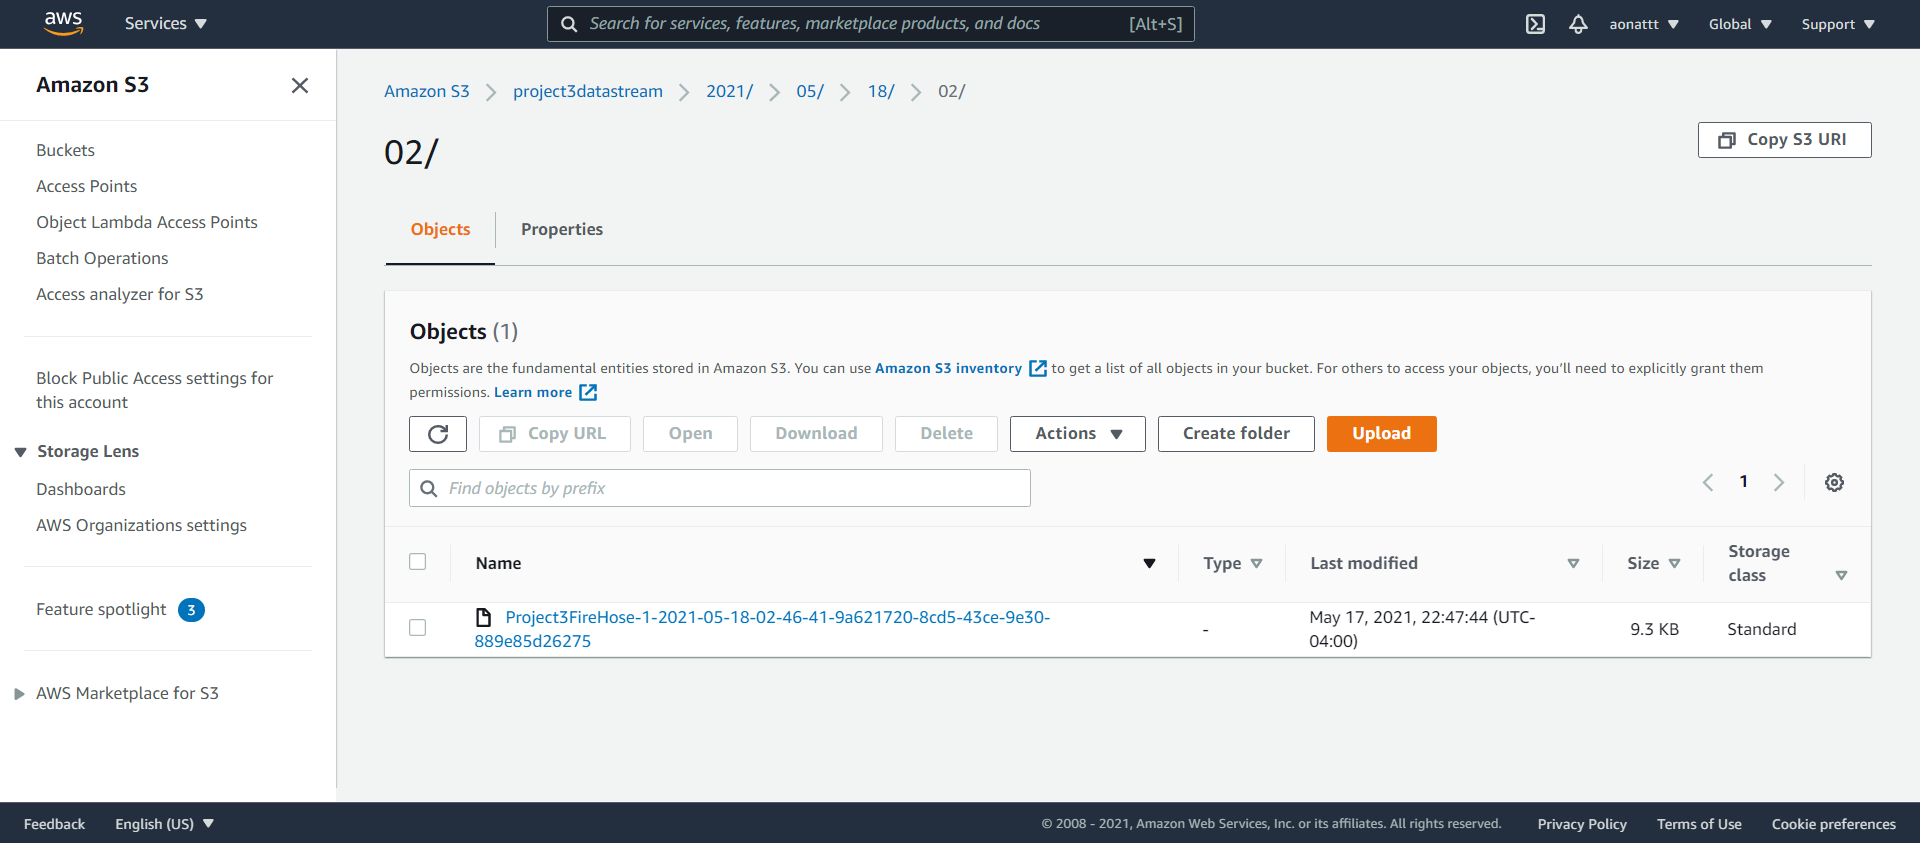 aws
Services
Search for services, features, marketplace products, and docs
[Alt+S]
aonattt
Global
Support
Amazon S3
Buckets
Access Points
Object Lambda Access Points
Batch Operations
Access analyzer for S3
Block Public Access settings for
this account
Storage Lens
Dashboards
AWS Organizations settings
Feature spotlight 3
AWS Marketplace for S3
Amazon S3
project3datastream
2021/
05/
18/
02/
02/
Copy S3 URI
Objects
Properties
Objects (1)
Objects are the fundamental entities stored in Amazon S3. You can use Amazon S3 inventory to get a list of all objects in your bucket. For others to access your objects, you’ll need to explicitly grant them
permissions. Learn more
Copy URL
Open
Download
Delete
Actions
Create folder
Upload
Find objects by prefix
1
Name
Type
Last modified
Size
Storage
class
Project3FireHose-1-2021-05-18-02-46-41-9a621720-8cd5-43ce-9e30-
889e85d26275
-
May 17, 2021, 22:47:44 (UTC-
04:00)
9.3 KB
Standard
Feedback
English (US)
© 2008 - 2021, Amazon Web Services, Inc. or its affiliates. All rights reserved.
Privacy Policy
Terms of Use
Cookie preferences